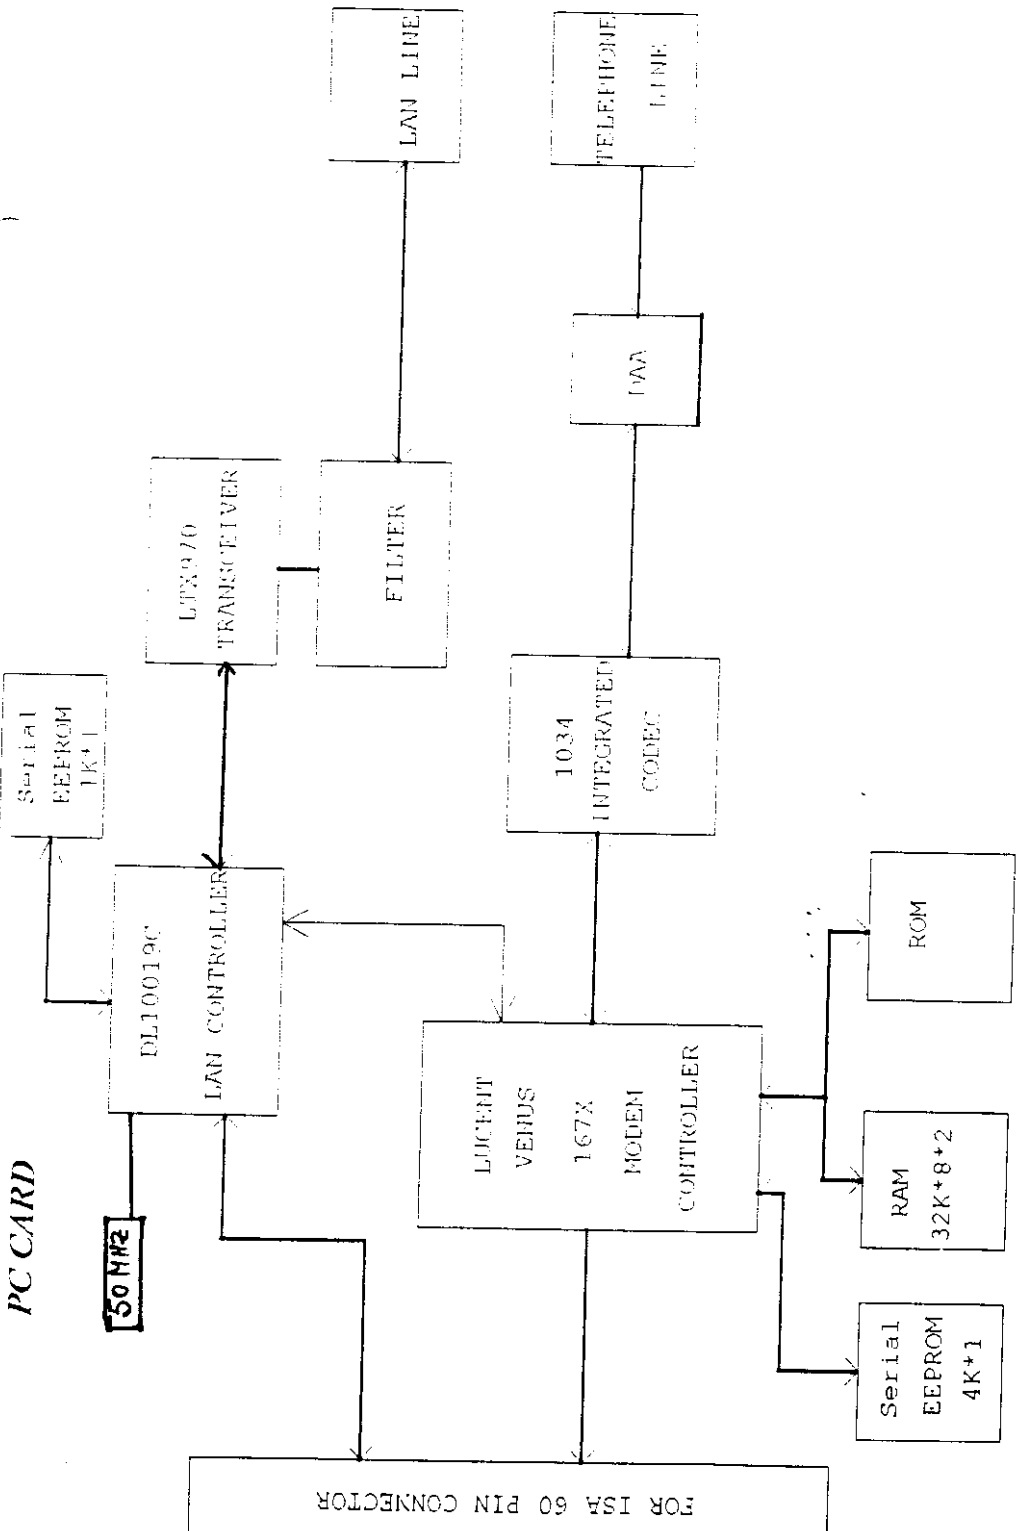 PC CARD
50 MHZ
DL10019C
LAN CONTROLLER
Serial
EEPROM
1K*1
LTX970
TRANSCEIVER
FILTER
LAN LINE
LUCENT
VENUS
167X
MODEM
CONTROLLER
1034
INTEGRATED
CODEC
DAA
TELEPHONE
LINE
Serial
EEPROM
4K*1
RAM
32K*8*2
ROM
FOR ISA 60 PIN CONNECTOR